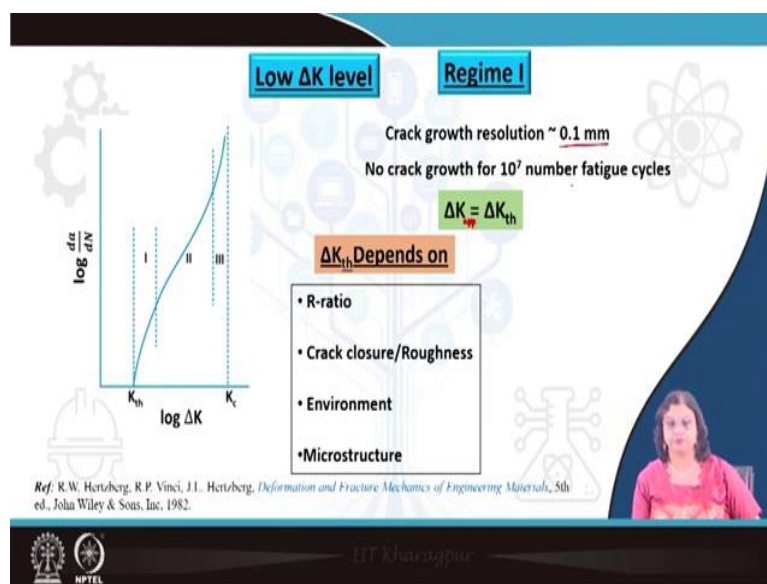 Low ΔK level
Regime I
Crack growth resolution ~ 0.1 mm
No crack growth for 10⁷ number fatigue cycles
ΔK = ΔKth
ΔKth Depends on
• R-ratio
• Crack closure/Roughness
• Environment
•Microstructure
log da/dN
I
II
III
Kth
Kc
log ΔK
Ref: R.W. Hertzberg, R.P. Vinci, J.L. Hertzberg, Deformation and Fracture Mechanics of Engineering Materials, 5th
ed., John Wiley & Sons, Inc, 1982.
IIT Kharagpur
NPTEL